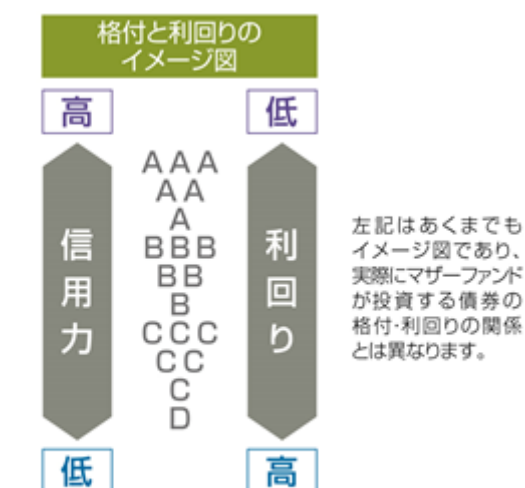 格付と利回りの
イメージ図
高
低
信用力
AAA
AA
A
BBB
BB
B
CCC
CC
C
D
利回り
低
高
左記はあくまでも
イメージ図であり、
実際にマザーファンド
が投資する債券の
格付・利回りの関係
とは異なります。